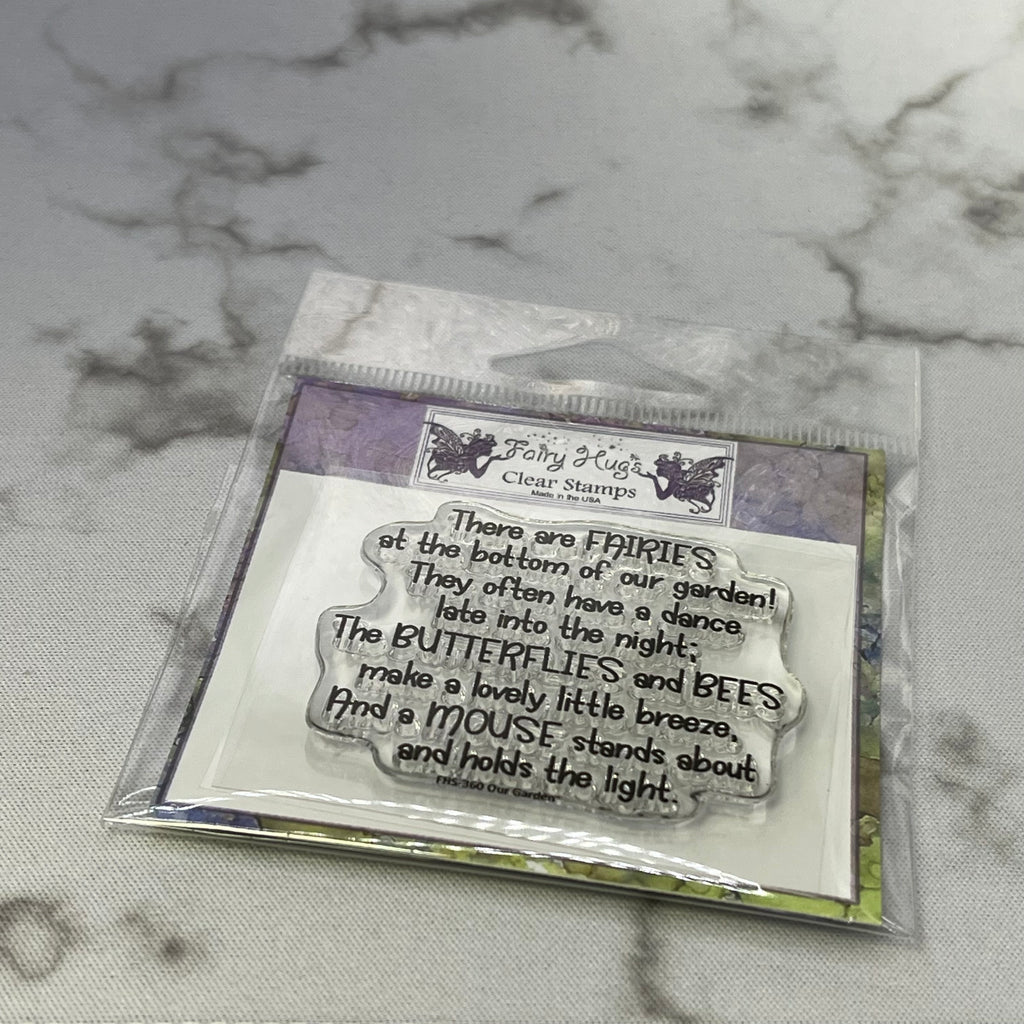 Fairy Hugs
Clear Stamps
Made in the USA
There are FAIRIES
at the bottom of our garden!
They often have a dance
late into the night;
The BUTTERFLIES and BEES
make a lovely little breeze,
And a MOUSE stands about
and holds the light.
FHS-360 Our Garden